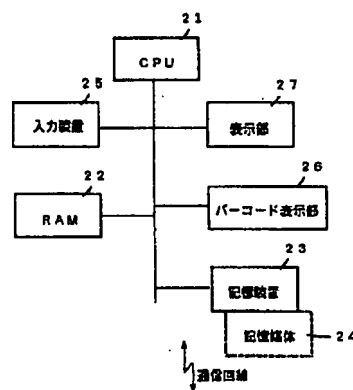 21
CPU
25
27
入力装置
表示部
22
26
RAM
バーコード表示部
23
記憶装置
記憶媒体
24
通信回線